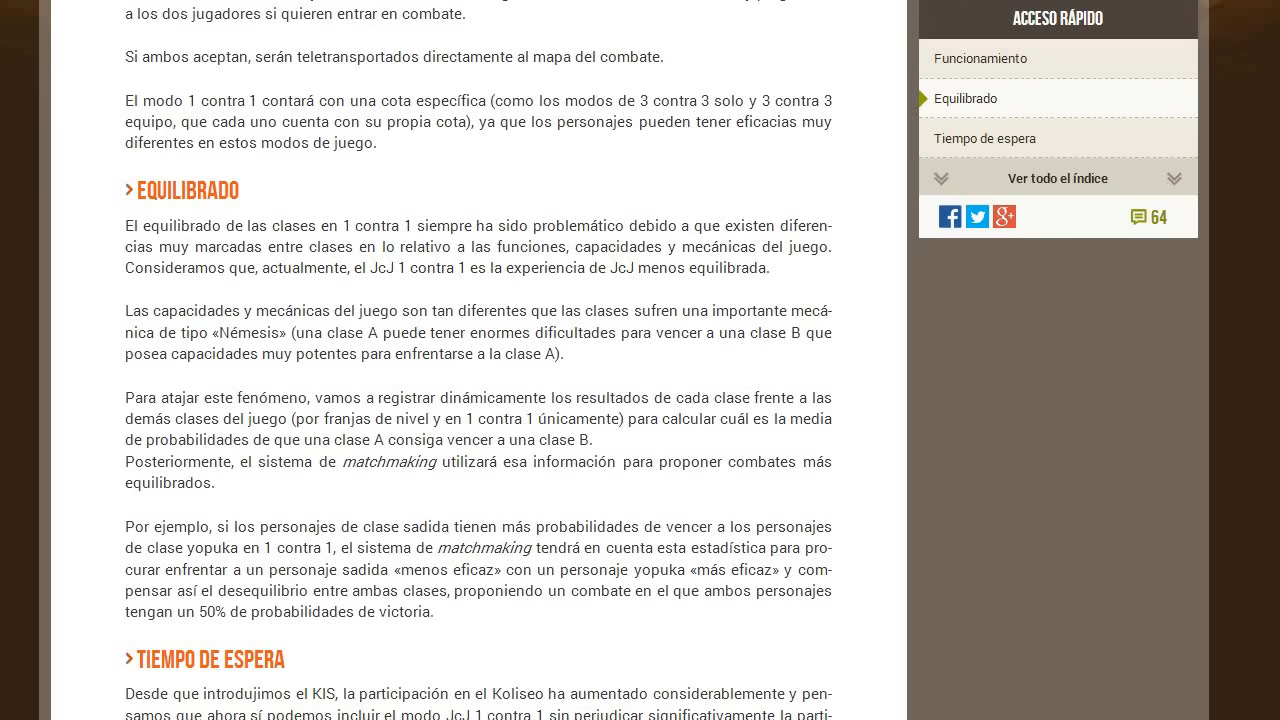 a los dos jugadores si quieren entrar en combate.
Si ambos aceptan, serán teletransportados directamente al mapa del combate.
El modo 1 contra 1 contará con una cota específica (como los modos de 3 contra 3 solo y 3 contra 3
equipo, que cada uno cuenta con su propia cota), ya que los personajes pueden tener eficacias muy
diferentes en estos modos de juego.
EQUILIBRADO
El equilibrado de las clases en 1 contra 1 siempre ha sido problemático debido a que existen diferen-
cias muy marcadas entre clases en lo relativo a las funciones, capacidades y mecánicas del juego.
Consideramos que, actualmente, el JcJ 1 contra 1 es la experiencia de JcJ menos equilibrada.
Las capacidades y mecánicas del juego son tan diferentes que las clases sufren una importante mecá-
nica de tipo «Némesis» (una clase A puede tener enormes dificultades para vencer a una clase B que
posea capacidades muy potentes para enfrentarse a la clase A).
Para atajar este fenómeno, vamos a registrar dinámicamente los resultados de cada clase frente a las
demás clases del juego (por franjas de nivel y en 1 contra 1 únicamente) para calcular cuál es la media
de probabilidades de que una clase A consiga vencer a una clase B.
Posteriormente, el sistema de matchmaking utilizará esa información para proponer combates más
equilibrados.
Por ejemplo, si los personajes de clase sadida tienen más probabilidades de vencer a los personajes
de clase yopuka en 1 contra 1, el sistema de matchmaking tendrá en cuenta esta estadística para pro-
curar enfrentar a un personaje sadida «menos eficaz» con un personaje yopuka «más eficaz» y com-
pensar así el desequilibrio entre ambas clases, proponiendo un combate en el que ambos personajes
tengan un 50% de probabilidades de victoria.
TIEMPO DE ESPERA
Desde que introdujimos el KIS, la participación en el Koliseo ha aumentado considerablemente y pen-
samos que ahora sí podemos incluir el modo JcJ 1 contra 1 sin perjudicar significativamente la parti-
ACCESO RÁPIDO
Funcionamiento
Equilibrado
Tiempo de espera
Ver todo el índice
64